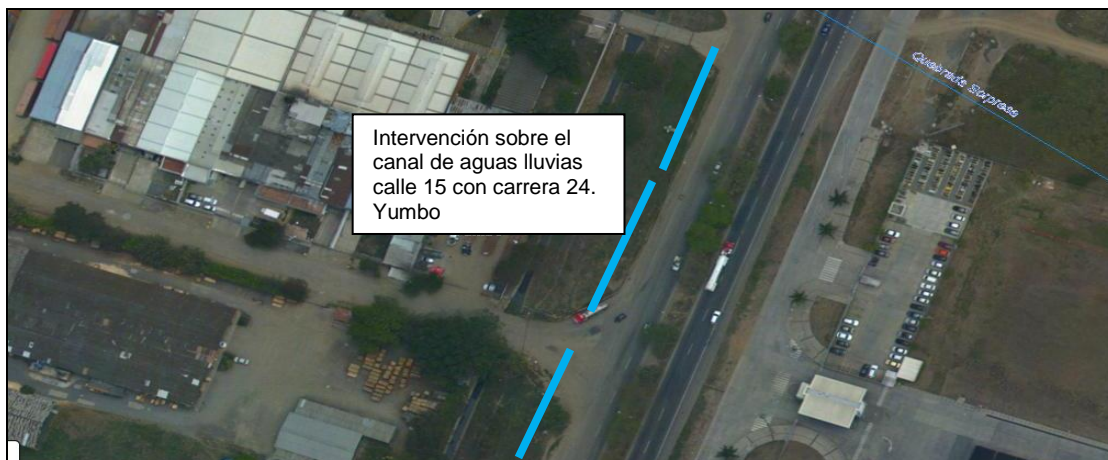 Intervención sobre el
canal de aguas lluvias
calle 15 con carrera 24.
Yumbo
Quebrada Sorpresa